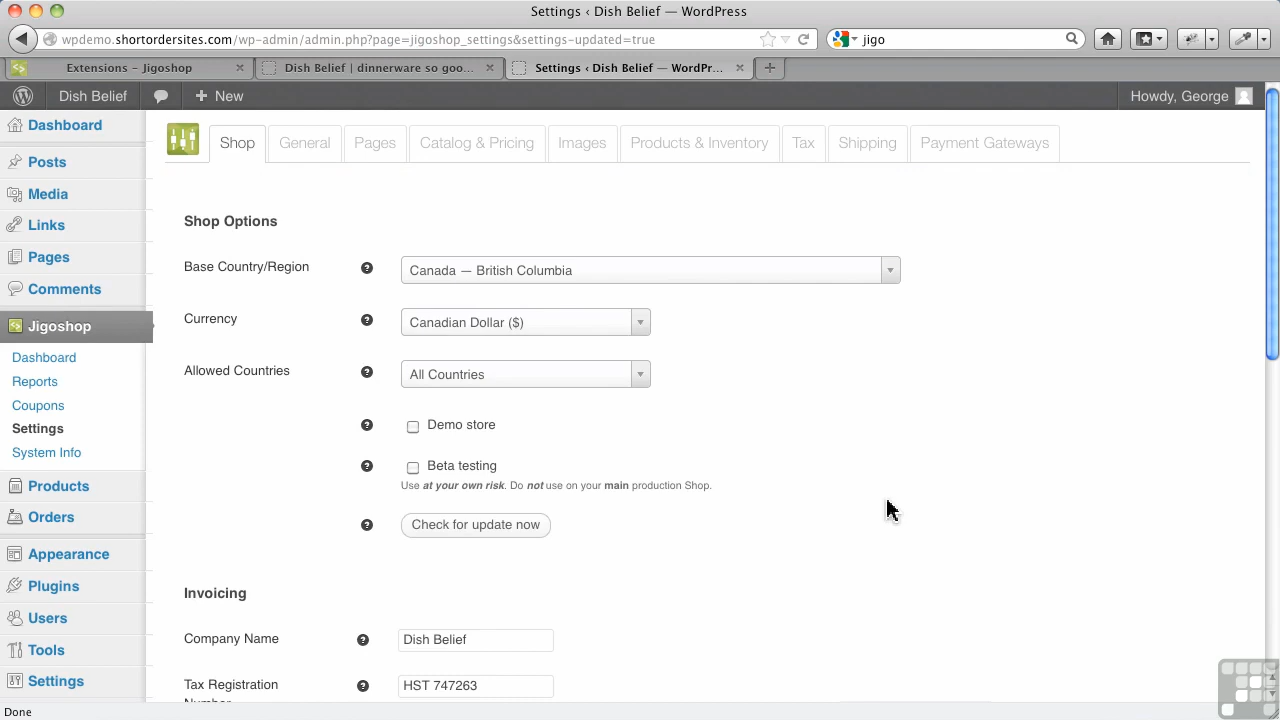 Settings ‹ Dish Belief — WordPress
wpdemo.shortordersites.com/wp-admin/admin.php?page=jigoshop_settings&settings-updated=true
jigo
Extensions – Jigoshop
Dish Belief | dinnerware so goo...
Settings ‹ Dish Belief — WordPr...
Dish Belief
New
Howdy, George
Dashboard
Posts
Media
Links
Pages
Comments
Jigoshop
Dashboard
Reports
Coupons
Settings
System Info
Products
Orders
Appearance
Plugins
Users
Tools
Settings
Shop
General
Pages
Catalog & Pricing
Images
Products & Inventory
Tax
Shipping
Payment Gateways
Shop Options
Base Country/Region
Canada — British Columbia
Currency
Canadian Dollar ($)
Allowed Countries
All Countries
Demo store
Beta testing
Use at your own risk. Do not use on your main production Shop.
Check for update now
Invoicing
Company Name
Dish Belief
Tax Registration
HST 747263
Done